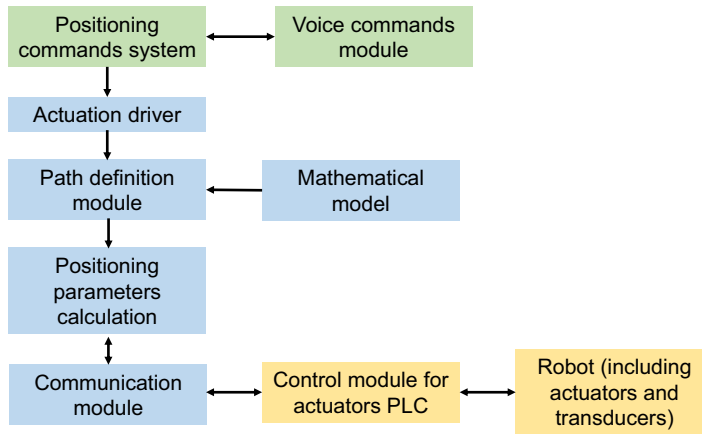 Positioning
commands system
Voice commands
module
Actuation driver
Path definition
module
Mathematical
model
Positioning
parameters
calculation
Communication
module
Control module for
actuators PLC
Robot (including
actuators and
transducers)